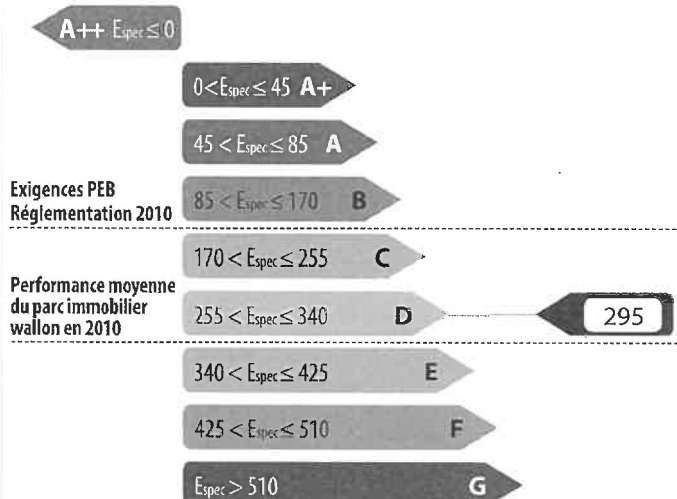 A++ Espec ≤ 0
0 < Espec ≤ 45 A+
45 < Espec ≤ 85 A
Exigences PEB
Réglementation 2010
85 < Espec ≤ 170 B
170 < Espec ≤ 255 C
Performance moyenne
du parc immobilier
wallon en 2010
255 < Espec ≤ 340 D
295
340 < Espec ≤ 425 E
425 < Espec ≤ 510 F
Espec > 510 G